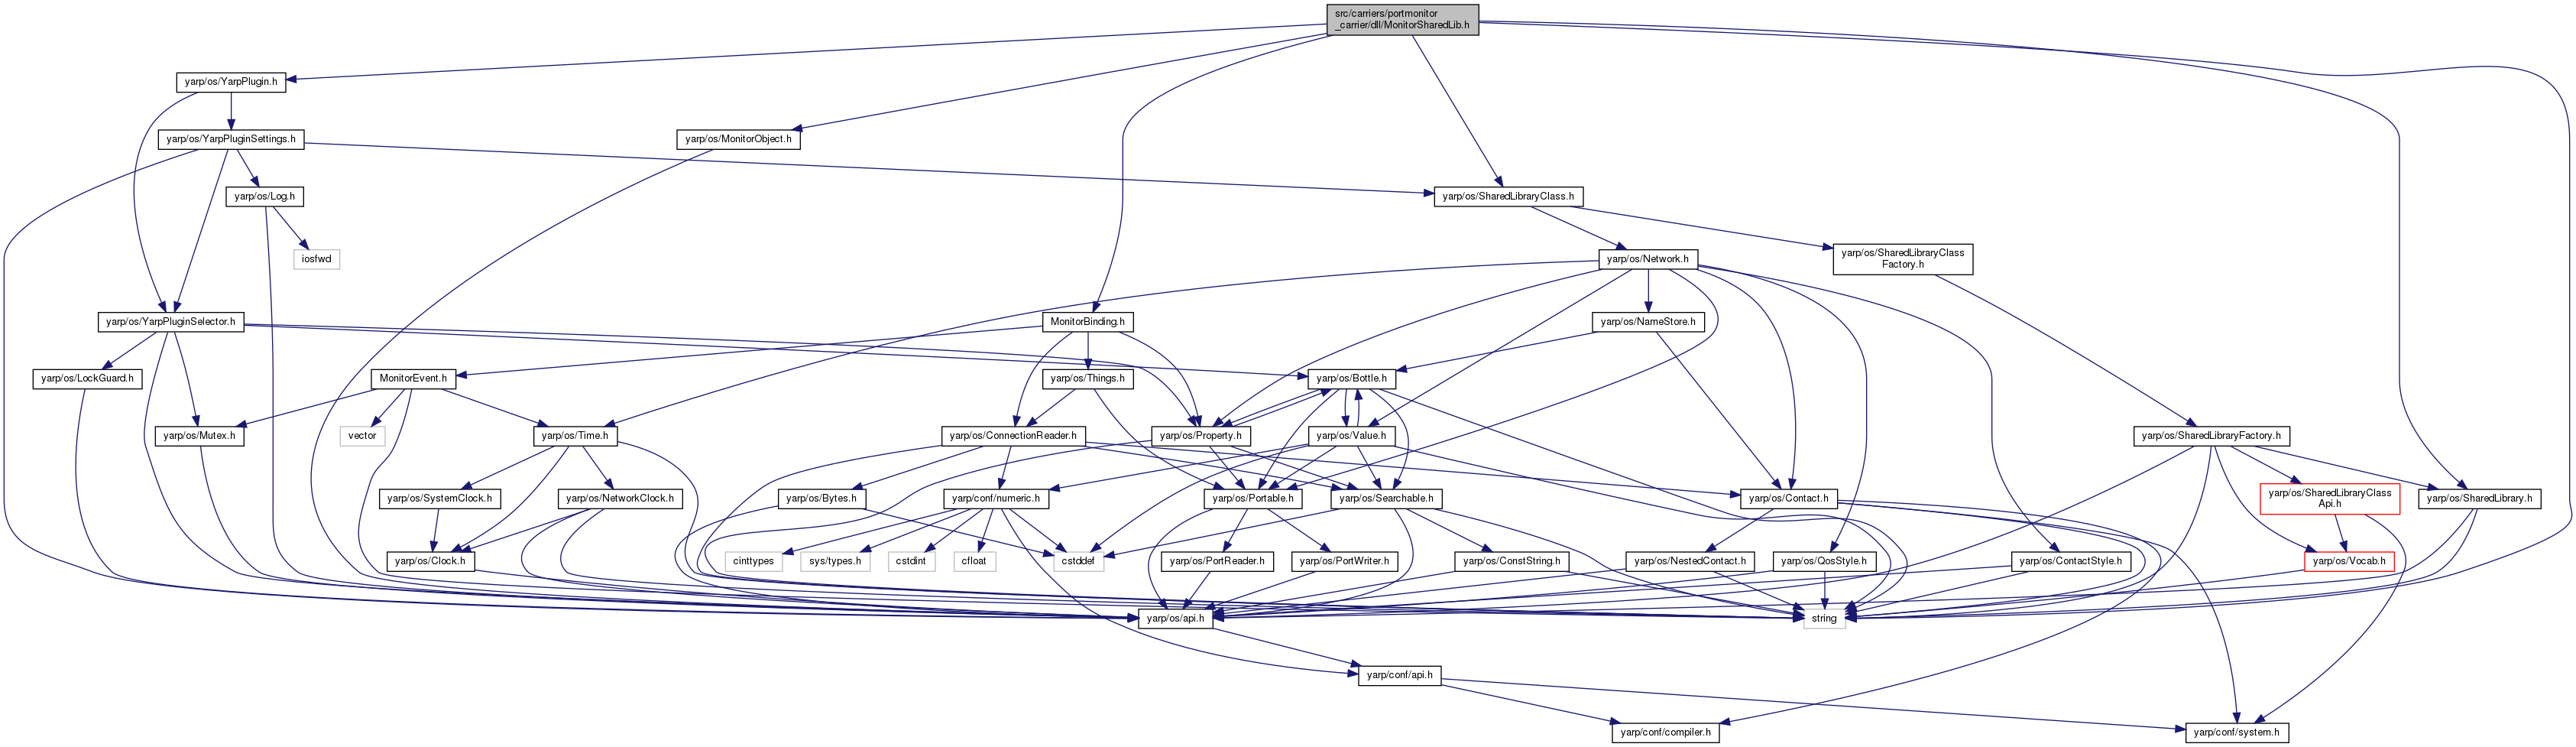 src/carriers/portmonitor
_carrier/dll/MonitorSharedLib.h
yarp/os/YarpPlugin.h
yarp/os/YarpPluginSettings.h
yarp/os/MonitorObject.h
yarp/os/Log.h
yarp/os/SharedLibraryClass.h
iosfwd
yarp/os/Network.h
yarp/os/SharedLibraryClass
Factory.h
yarp/os/YarpPluginSelector.h
MonitorBinding.h
yarp/os/NameStore.h
yarp/os/LockGuard.h
MonitorEvent.h
yarp/os/Things.h
yarp/os/Bottle.h
yarp/os/Mutex.h
vector
yarp/os/Time.h
yarp/os/ConnectionReader.h
yarp/os/Property.h
yarp/os/Value.h
yarp/os/SharedLibraryFactory.h
yarp/os/SystemClock.h
yarp/os/NetworkClock.h
yarp/os/Bytes.h
yarp/conf/numeric.h
yarp/os/Portable.h
yarp/os/Searchable.h
yarp/os/Contact.h
yarp/os/SharedLibraryClass
Api.h
yarp/os/SharedLibrary.h
yarp/os/Clock.h
cinttypes
sys/types.h
cstdint
cfloat
cstddef
yarp/os/PortReader.h
yarp/os/PortWriter.h
yarp/os/ConstString.h
yarp/os/NestedContact.h
yarp/os/QosStyle.h
yarp/os/ContactStyle.h
yarp/os/Vocab.h
yarp/os/api.h
string
yarp/conf/api.h
yarp/conf/compiler.h
yarp/conf/system.h